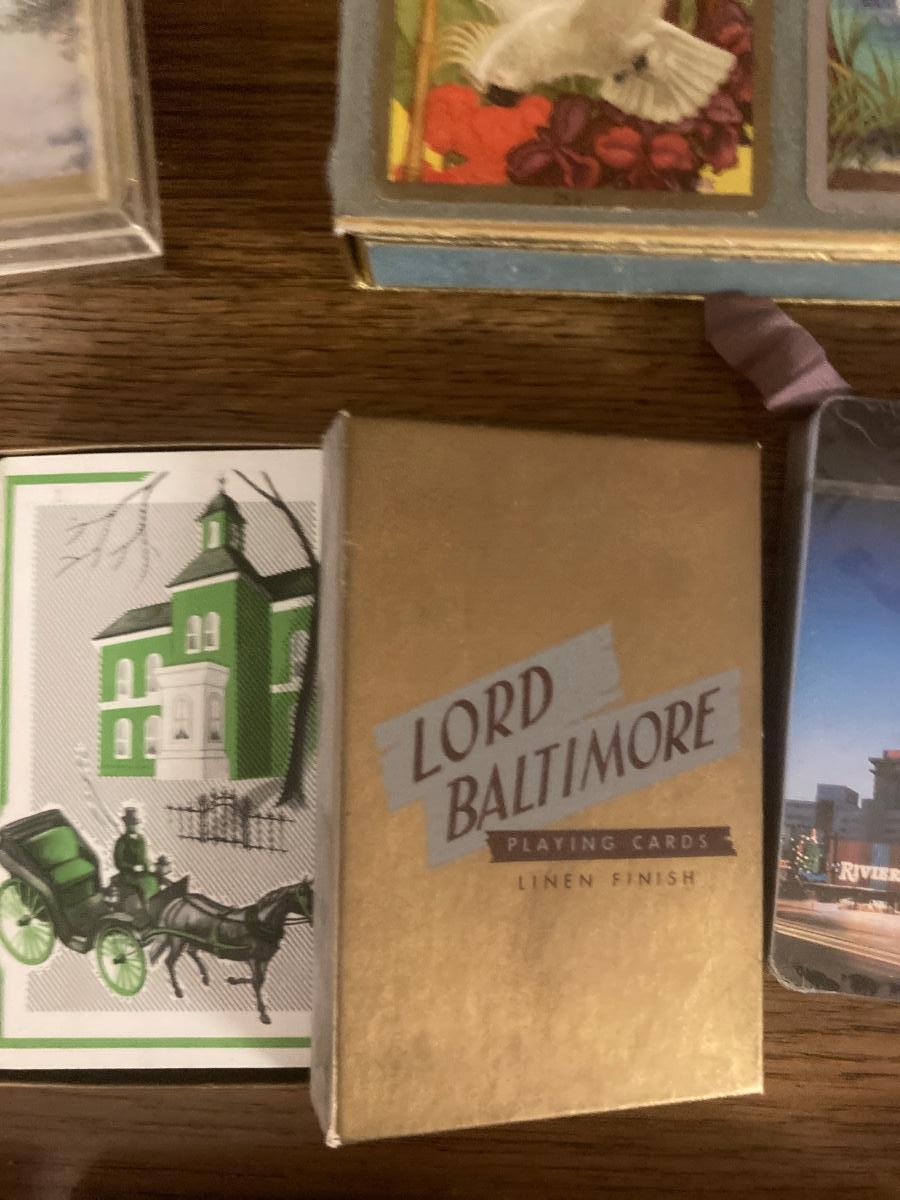 LORD
BALTIMORE
PLAYING CARDS
LINEN FINISH
RIVIER